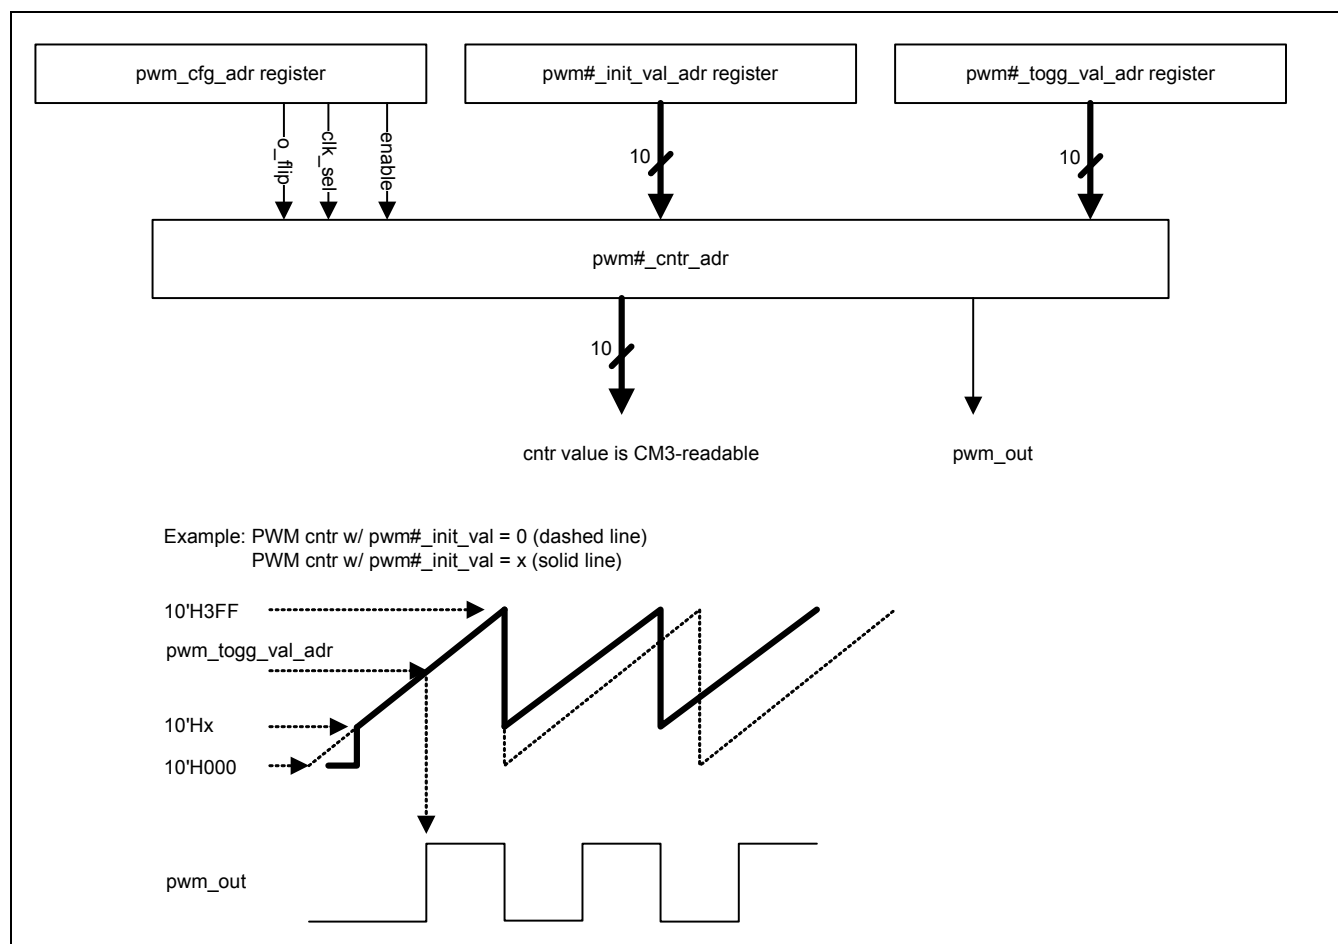 pwm_cfg_adr register
pwm#_init_val_adr register
pwm#_togg_val_adr register
o_flip
clk_sel
enable
10
10
pwm#_cntr_adr
10
cntr value is CM3-readable
pwm_out
Example: PWM cntr w/ pwm#_init_val = 0 (dashed line)
PWM cntr w/ pwm#_init_val = x (solid line)
10'H3FF
pwm_togg_val_adr
10'Hx
10'H000
pwm_out